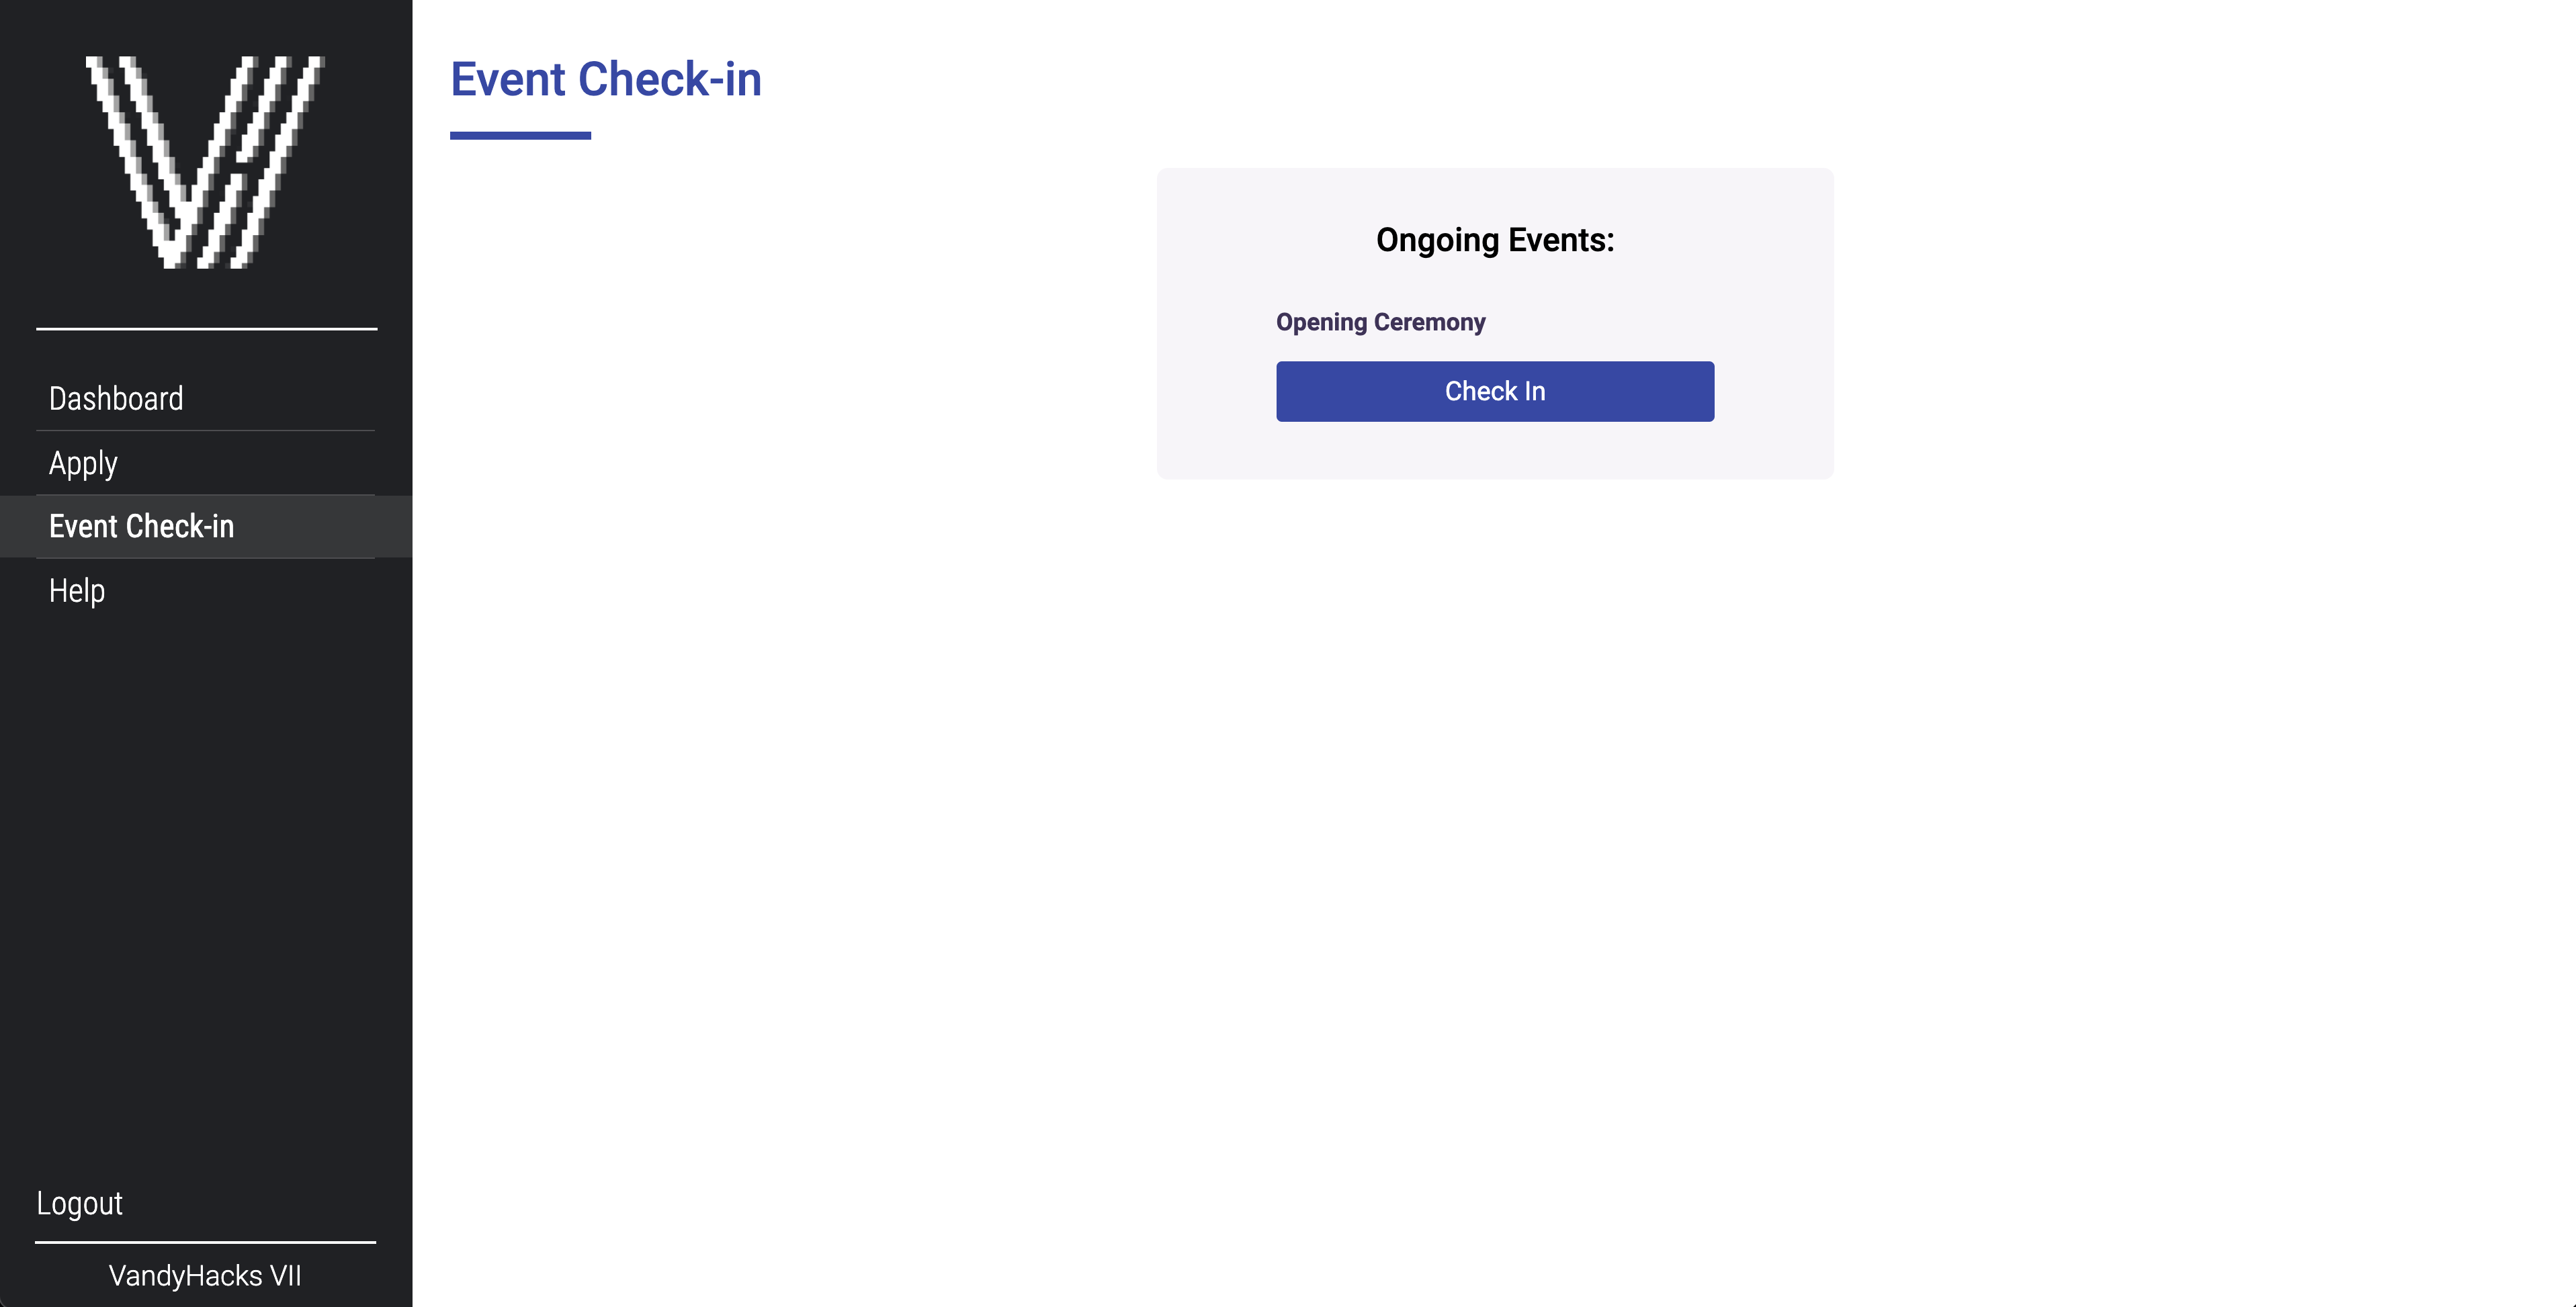 Event Check-in
Ongoing Events:
Opening Ceremony
Check In
Dashboard
Apply
Event Check-in
Help
Logout
VandyHacks VII